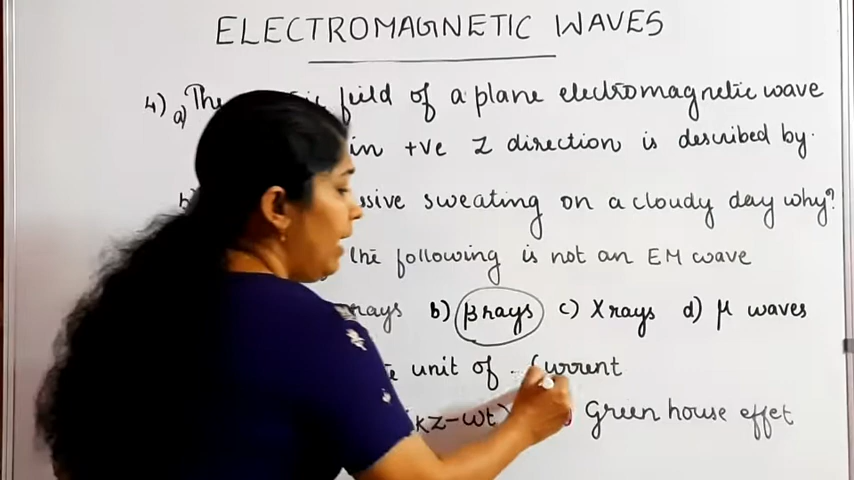 ELECTROMAGNETIC WAVES
4) a) The field of a plane electromagnetic wave
in +ve Z direction is described by.
sweating on a cloudy day why?
the following is not an EM wave
rays b) β rays c) X rays d) μ waves
unit of Current
(kz-ωt) Green house effet